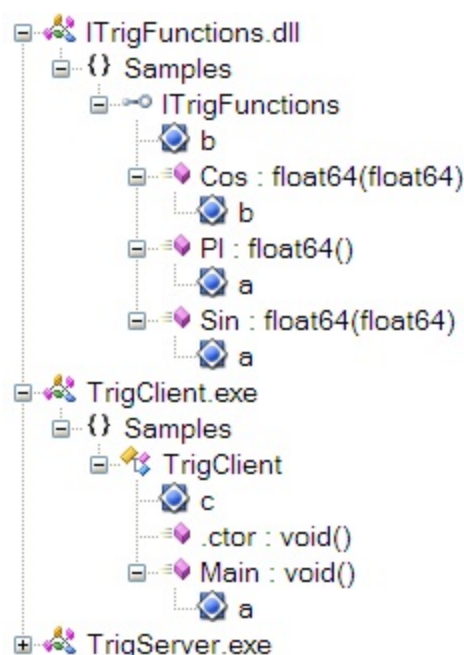 ITrigFunctions.dll
{} Samples
ITrigFunctions
b
Cos : float64(float64)
b
PI : float64()
a
Sin : float64(float64)
a
TrigClient.exe
{} Samples
TrigClient
c
.ctor : void()
Main : void()
a
TrigServer.exe